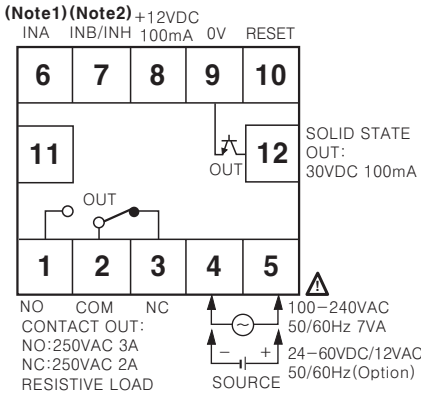 (Note1) (Note2) +12VDC
INA INB/INH 100mA 0V RESET
6 7 8 9 10
11
OUT 12
SOLID STATE
OUT:
30VDC 100mA
OUT
1 2 3 4 5
NO COM NC
CONTACT OUT:
NO:250VAC 3A
NC:250VAC 2A
RESISTIVE LOAD
100-240VAC
50/60Hz 7VA
- +
24-60VDC/12VAC
50/60Hz(Option)
SOURCE